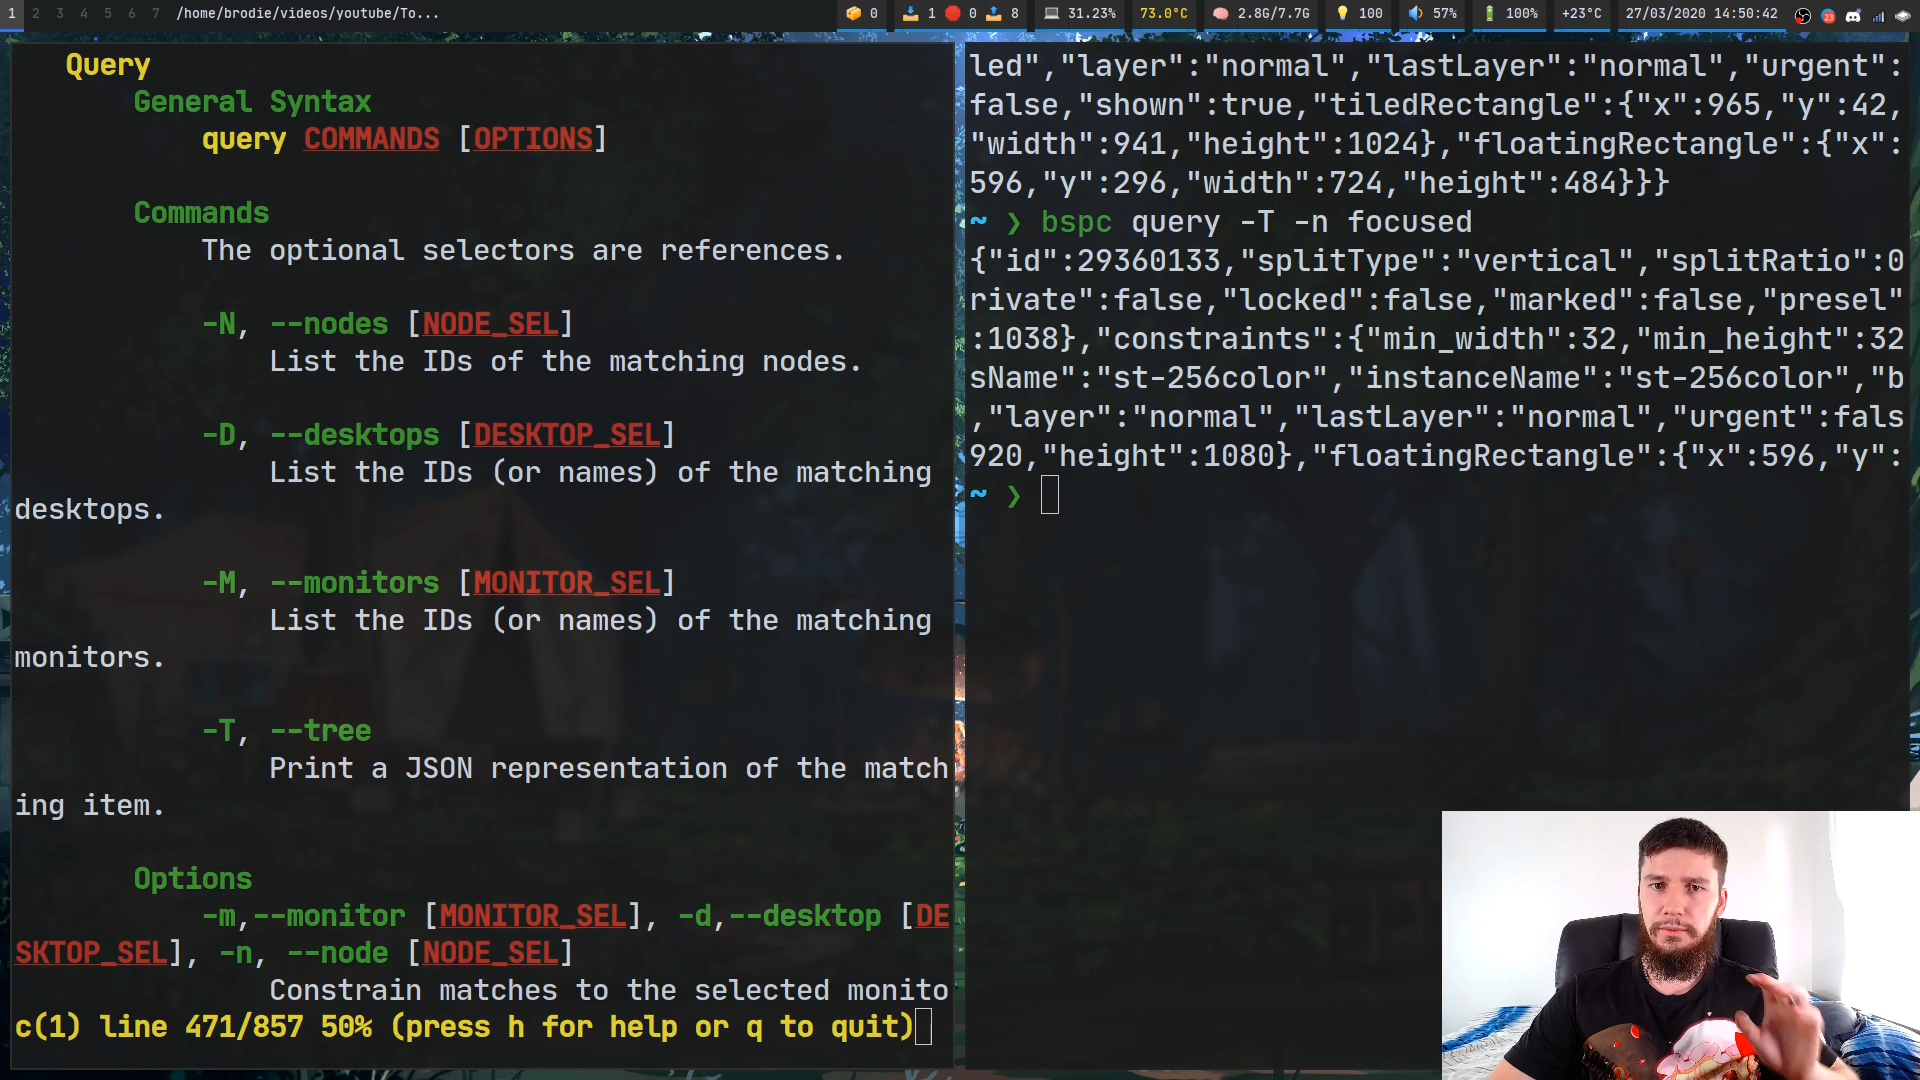 1 2 3 4 5 6 7 /home/brodie/videos/youtube/To... 0 1 0 8 31.23% 73.0°C 2.8G/7.7G 100 57% 100% +23°C 27/03/2020 14:50:42
Query
General Syntax
query COMMANDS [OPTIONS]
Commands
The optional selectors are references.
-N, --nodes [NODE_SEL]
List the IDs of the matching nodes.
-D, --desktops [DESKTOP_SEL]
List the IDs (or names) of the matching
desktops.
-M, --monitors [MONITOR_SEL]
List the IDs (or names) of the matching
monitors.
-T, --tree
Print a JSON representation of the match
ing item.
Options
-m,--monitor [MONITOR_SEL], -d,--desktop [DE
SKTOP_SEL], -n, --node [NODE_SEL]
Constrain matches to the selected monito
c(1) line 471/857 50% (press h for help or q to quit)
led","layer":"normal","lastLayer":"normal","urgent":
false,"shown":true,"tiledRectangle":{"x":965,"y":42,
"width":941,"height":1024},"floatingRectangle":{"x":
596,"y":296,"width":724,"height":484}}}
~ ❯ bspc query -T -n focused
{"id":29360133,"splitType":"vertical","splitRatio":0
rivate":false,"locked":false,"marked":false,"presel"
:1038},"constraints":{"min_width":32,"min_height":32
sName":"st-256color","instanceName":"st-256color","b
,"layer":"normal","lastLayer":"normal","urgent":fals
920,"height":1080},"floatingRectangle":{"x":596,"y":
~ ❯